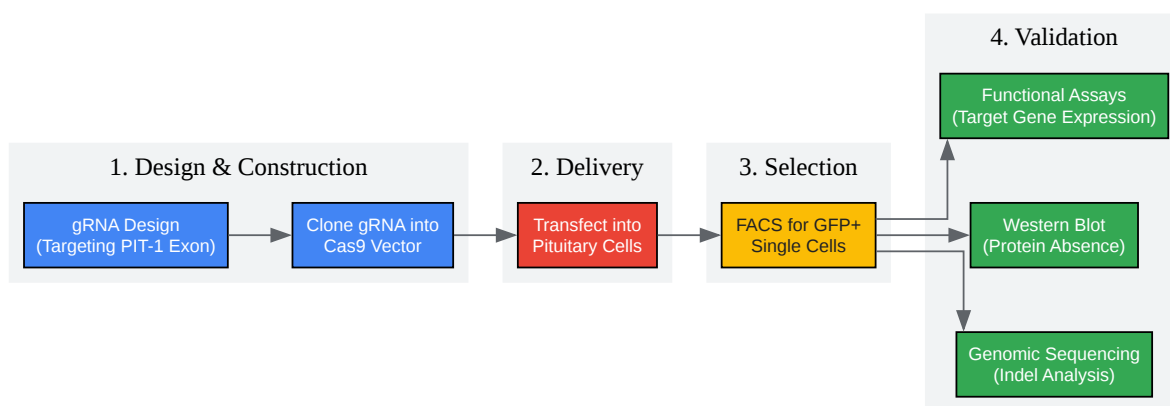 1. Design & Construction
gRNA Design
(Targeting PIT-1 Exon)
Clone gRNA into
Cas9 Vector
2. Delivery
Transfect into
Pituitary Cells
3. Selection
FACS for GFP+
Single Cells
4. Validation
Functional Assays
(Target Gene Expression)
Western Blot
(Protein Absence)
Genomic Sequencing
(Indel Analysis)